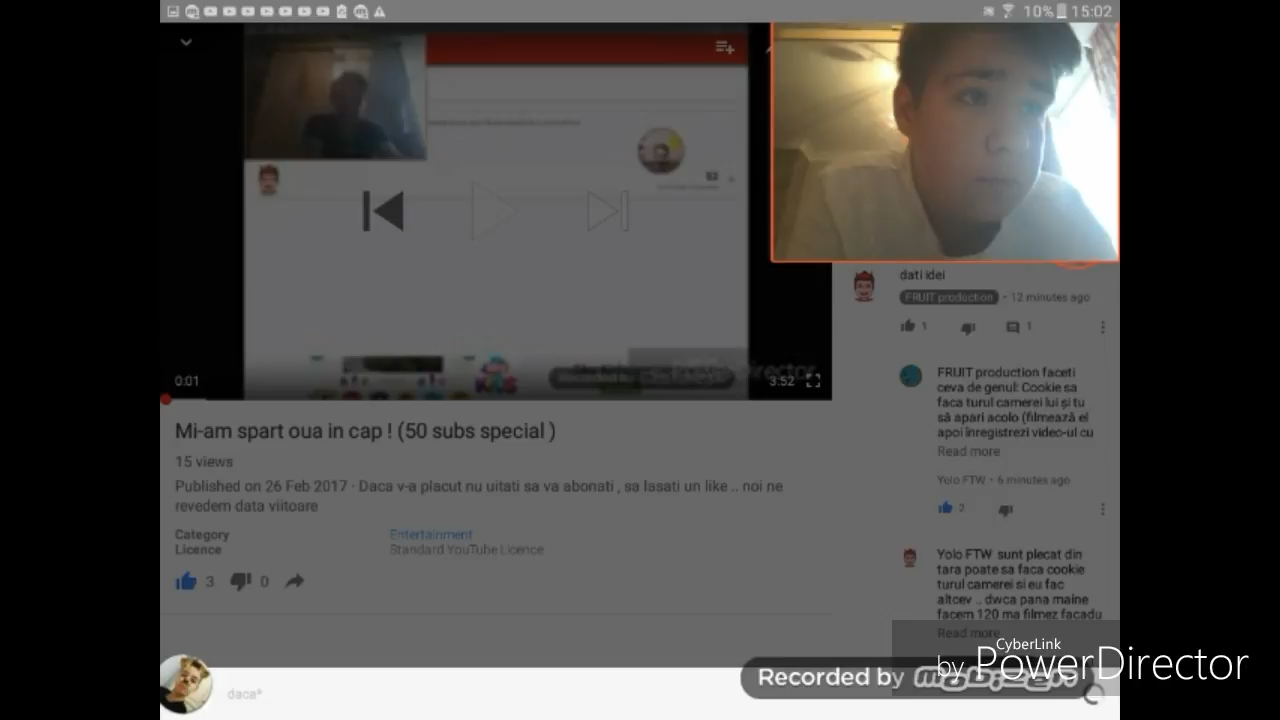 10% 15:02
0:01
3:52
Mi-am spart oua in cap ! (50 subs special )
15 views
Published on 26 Feb 2017 · Daca v-a placut nu uitati sa va abonati , sa lasati un like .. noi ne
revedem data viitoare
Category Entertainment
Licence Standard YouTube Licence
3 0
dati idei
FRUIT production · 12 minutes ago
1 1
FRUIT production faceti
ceva de genul: Cookie sa
faca turul camerei lui și tu
să apari acolo (filmează el
apoi înregistrezi video-ul cu
Read more
Yolo FTW · 6 minutes ago
2
Yolo FTW sunt plecat din
tara poate sa faca cookie
turul camerei si eu fac
altcev .. dwca pana maine
facem 120 ma filmez facadu
Read more
daca*
Recorded by mobizen
CyberLink
by PowerDirector